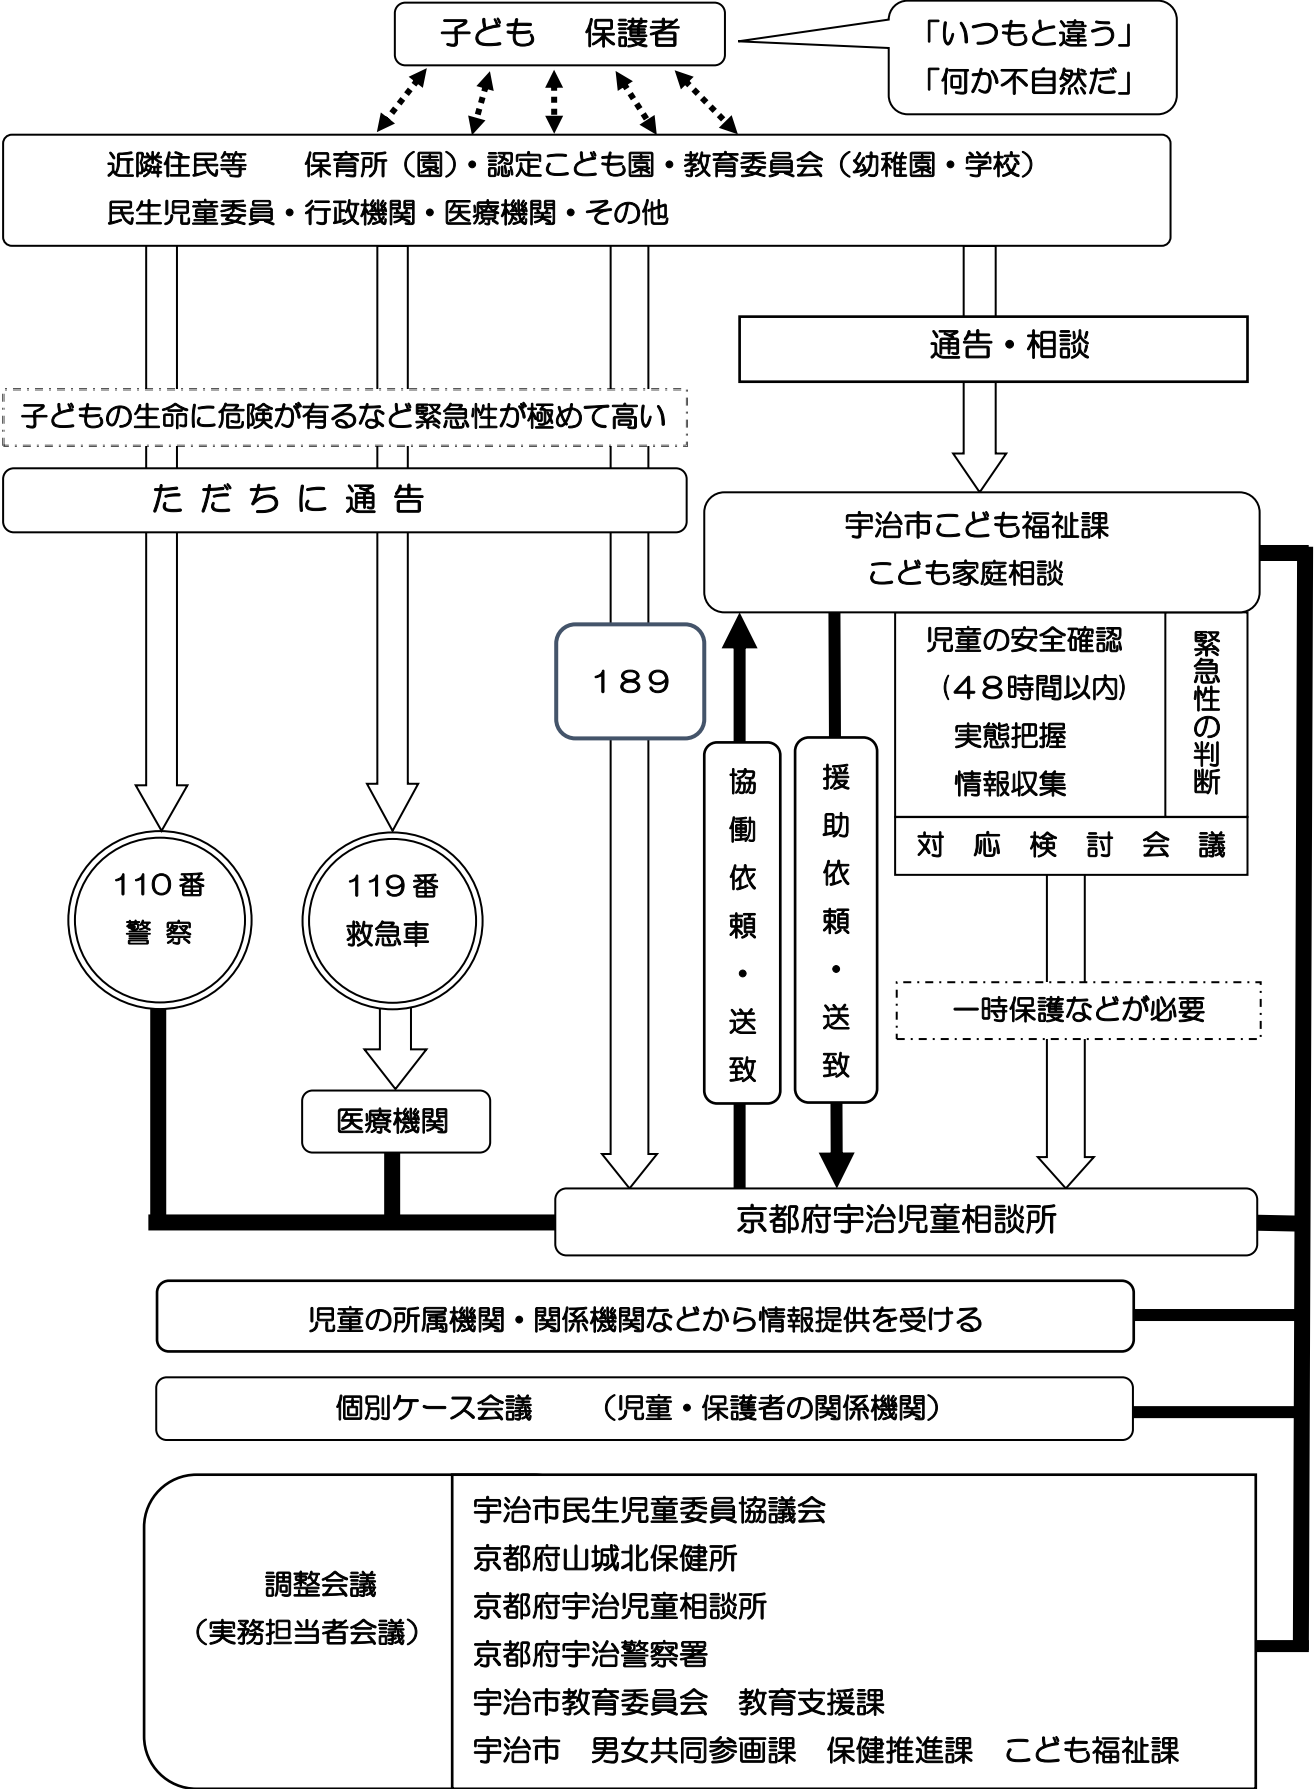 子ども　保護者
「いつもと違う」
「何か不自然だ」
近隣住民等　　保育所（園）・認定こども園・教育委員会（幼稚園・学校）
民生児童委員・行政機関・医療機関・その他
通告・相談
子どもの生命に危険が有るなど緊急性が極めて高い
ただちに通告
宇治市こども福祉課
こども家庭相談
児童の安全確認
（４８時間以内）
実態把握
情報収集
緊急性の判断
対応検討会議
１８９
協働依頼・送致
援助依頼・送致
１１０番
警察
１１９番
救急車
一時保護などが必要
医療機関
京都府宇治児童相談所
児童の所属機関・関係機関などから情報提供を受ける
個別ケース会議　　（児童・保護者の関係機関）
調整会議
（実務担当者会議）
宇治市民生児童委員協議会
京都府山城北保健所
京都府宇治児童相談所
京都府宇治警察署
宇治市教育委員会　教育支援課
宇治市　男女共同参画課　保健推進課　こども福祉課